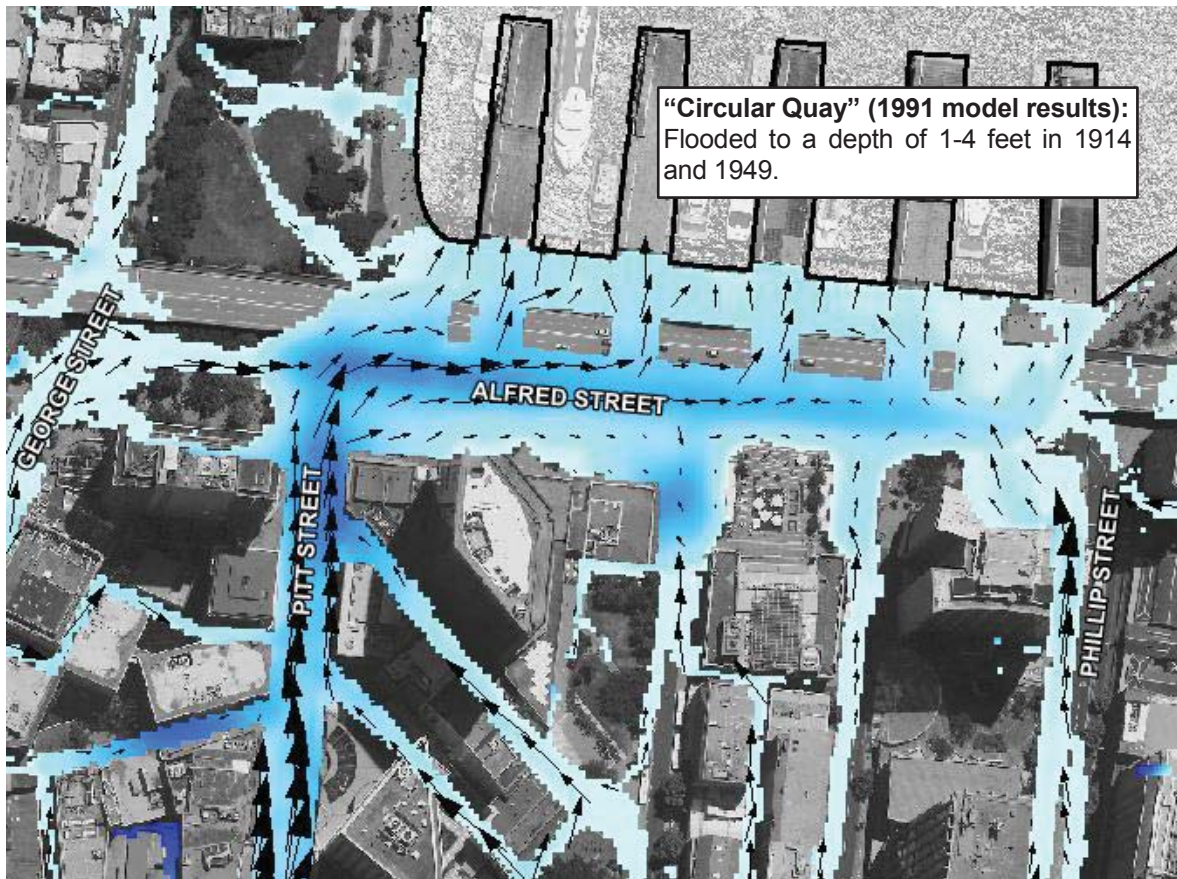 “Circular Quay” (1991 model results):
Flooded to a depth of 1-4 feet in 1914
and 1949.
GEORGE STREET
ALFRED STREET
PITT STREET
PHILLIP STREET